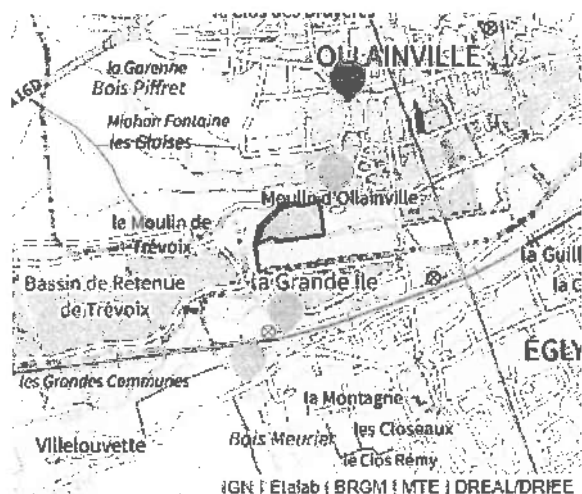 OLLAINVILLE
la Garenne
Bois Piffret
Michair Fontaine
les Glaises
Moulin d'Ollainville
le Moulin de
Trévoix
Bassin de Retenue
de Trévoix
la Grande Île
la Guill
la C
ÉGLY
les Grandes Communes
la Montagne
Villelouvette
Bois Meurier
les Closeaux
le Clos Rémy
IGN | Etalab | BRGM | MTE | DREAL/DRIEE